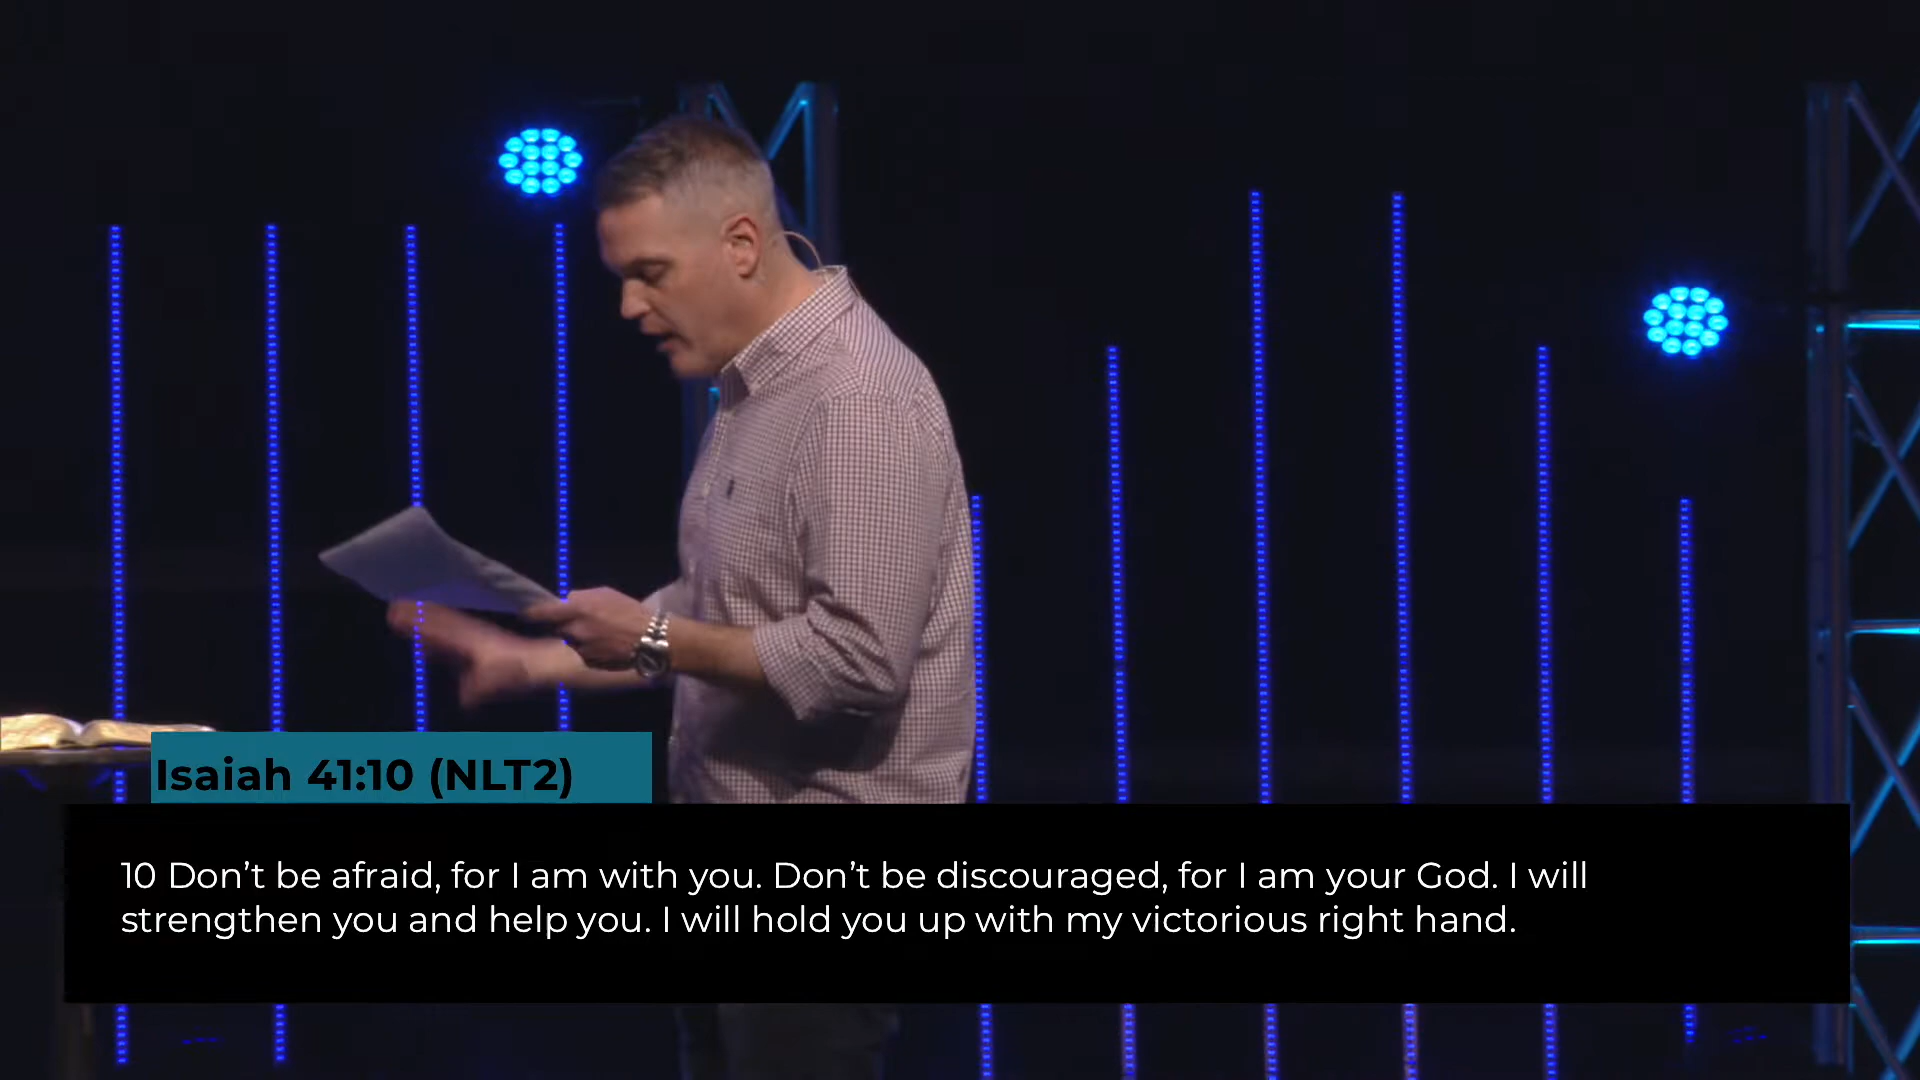 Isaiah 41:10 (NLT2)
10 Don’t be afraid, for I am with you. Don’t be discouraged, for I am your God. I will
strengthen you and help you. I will hold you up with my victorious right hand.